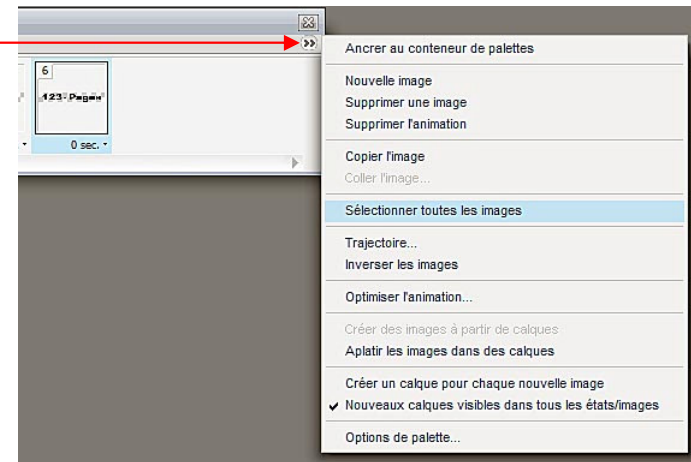 6
123-Pages
0 sec.
Ancrer au conteneur de palettes
Nouvelle image
Supprimer une image
Supprimer l'animation
Copier l'image
Coller l'image...
Sélectionner toutes les images
Trajectoire...
Inverser les images
Optimiser l'animation...
Créer des images à partir de calques
Aplatir les images dans des calques
Créer un calque pour chaque nouvelle image
Nouveaux calques visibles dans tous les états/images
Options de palette...